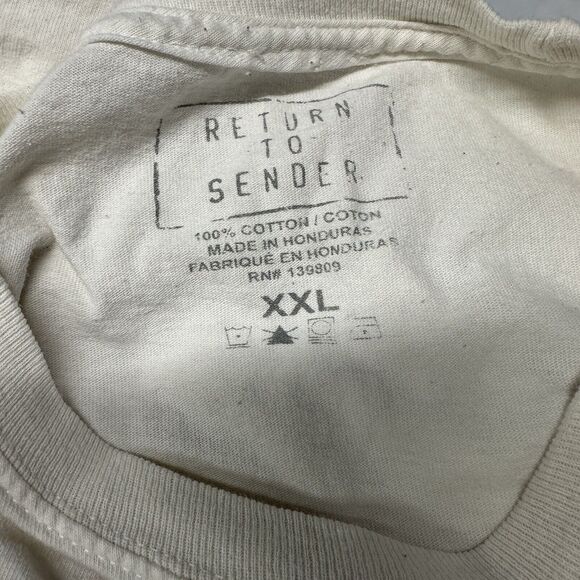 RETURN
TO
SENDER
100% COTTON / COTON
MADE IN HONDURAS
FABRIQUÉ EN HONDURAS
RN# 139809
XXL